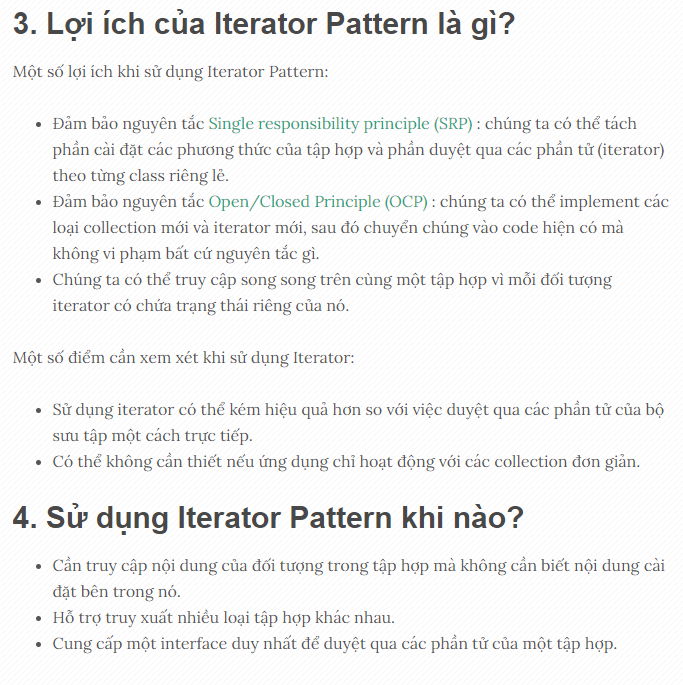 3. Lợi ích của Iterator Pattern là gì?
Một số lợi ích khi sử dụng Iterator Pattern:
• Đảm bảo nguyên tắc Single responsibility principle (SRP) : chúng ta có thể tách
phần cài đặt các phương thức của tập hợp và phần duyệt qua các phần tử (iterator)
theo từng class riêng lẻ.
• Đảm bảo nguyên tắc Open/Closed Principle (OCP) : chúng ta có thể implement các
loại collection mới và iterator mới, sau đó chuyển chúng vào code hiện có mà
không vi phạm bất cứ nguyên tắc gì.
• Chúng ta có thể truy cập song song trên cùng một tập hợp vì mỗi đối tượng
iterator có chứa trạng thái riêng của nó.
Một số điểm cần xem xét khi sử dụng Iterator:
• Sử dụng iterator có thể kém hiệu quả hơn so với việc duyệt qua các phần tử của bộ
sưu tập một cách trực tiếp.
• Có thể không cần thiết nếu ứng dụng chỉ hoạt động với các collection đơn giản.
4. Sử dụng Iterator Pattern khi nào?
• Cần truy cập nội dung của đối tượng trong tập hợp mà không cần biết nội dung cài
đặt bên trong nó.
• Hỗ trợ truy xuất nhiều loại tập hợp khác nhau.
• Cung cấp một interface duy nhất để duyệt qua các phần tử của một tập hợp.